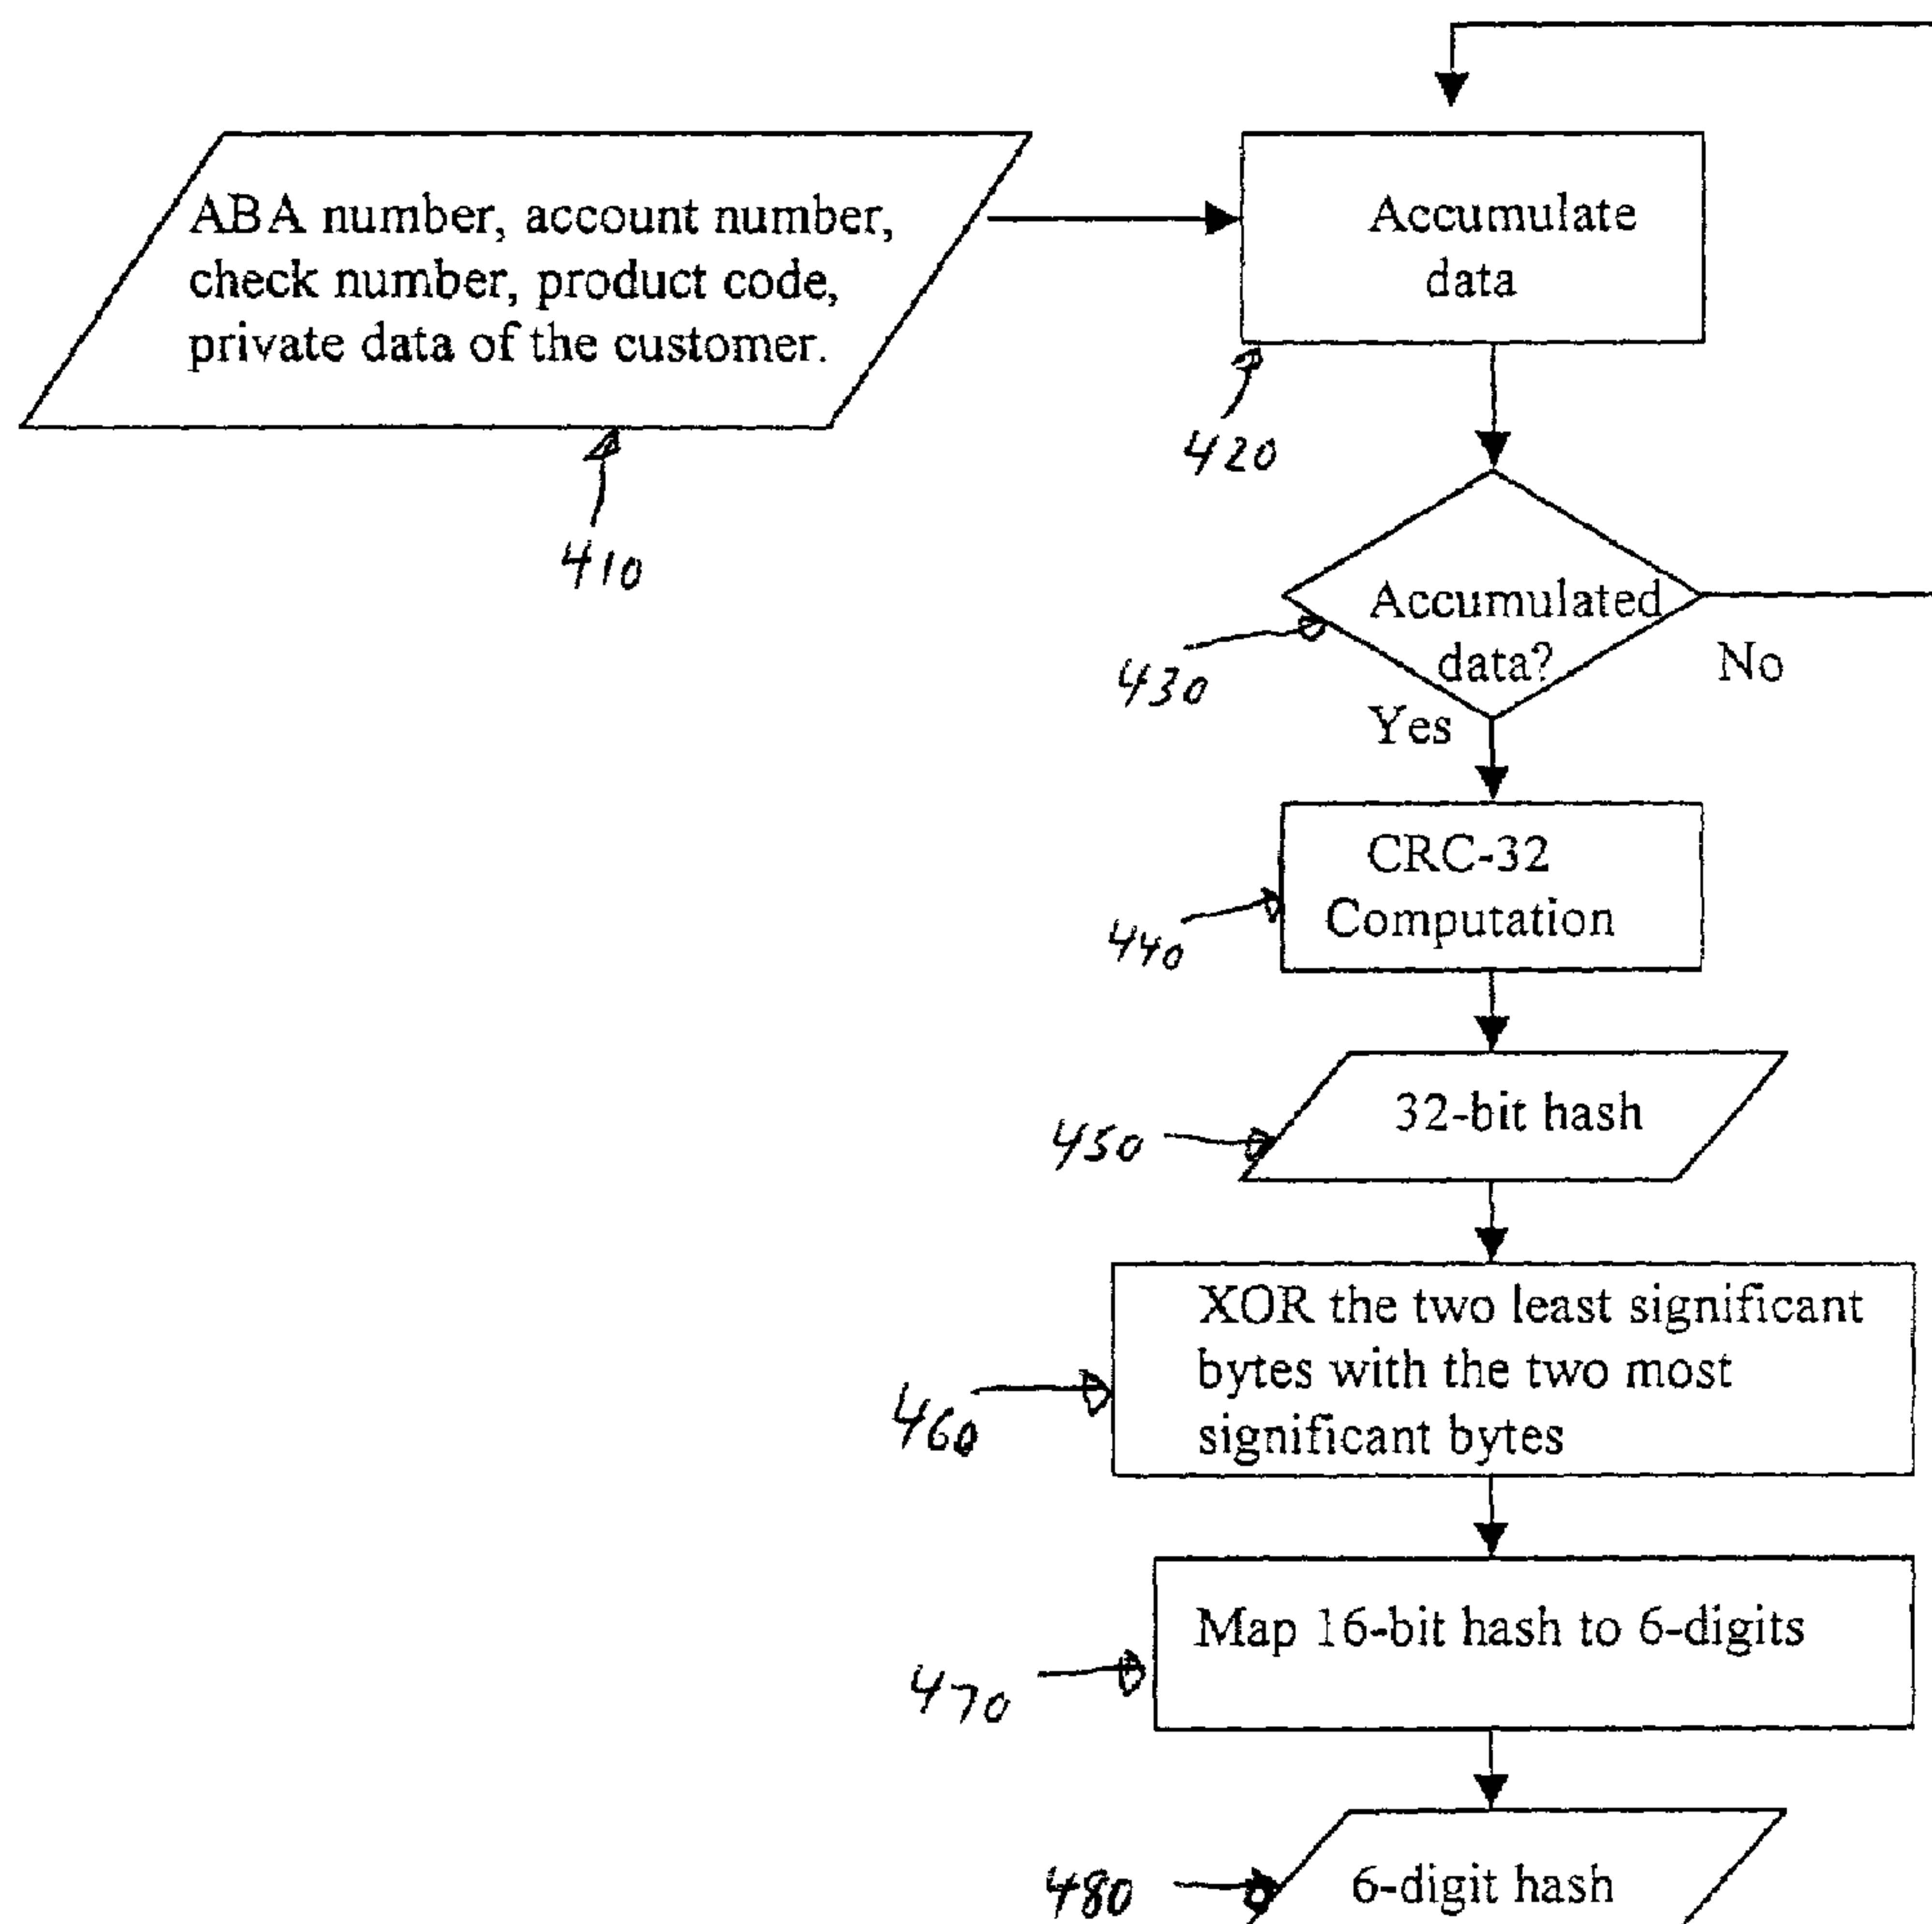 ABA number, account number,
check number, product code,
private data of the customer.
410
Accumulate
data
420
Accumulated
data?
430
No
Yes
CRC-32
Computation
440
32-bit hash
450
XOR the two least significant
bytes with the two most
significant bytes
460
Map 16-bit hash to 6-digits
470
6-digit hash
480